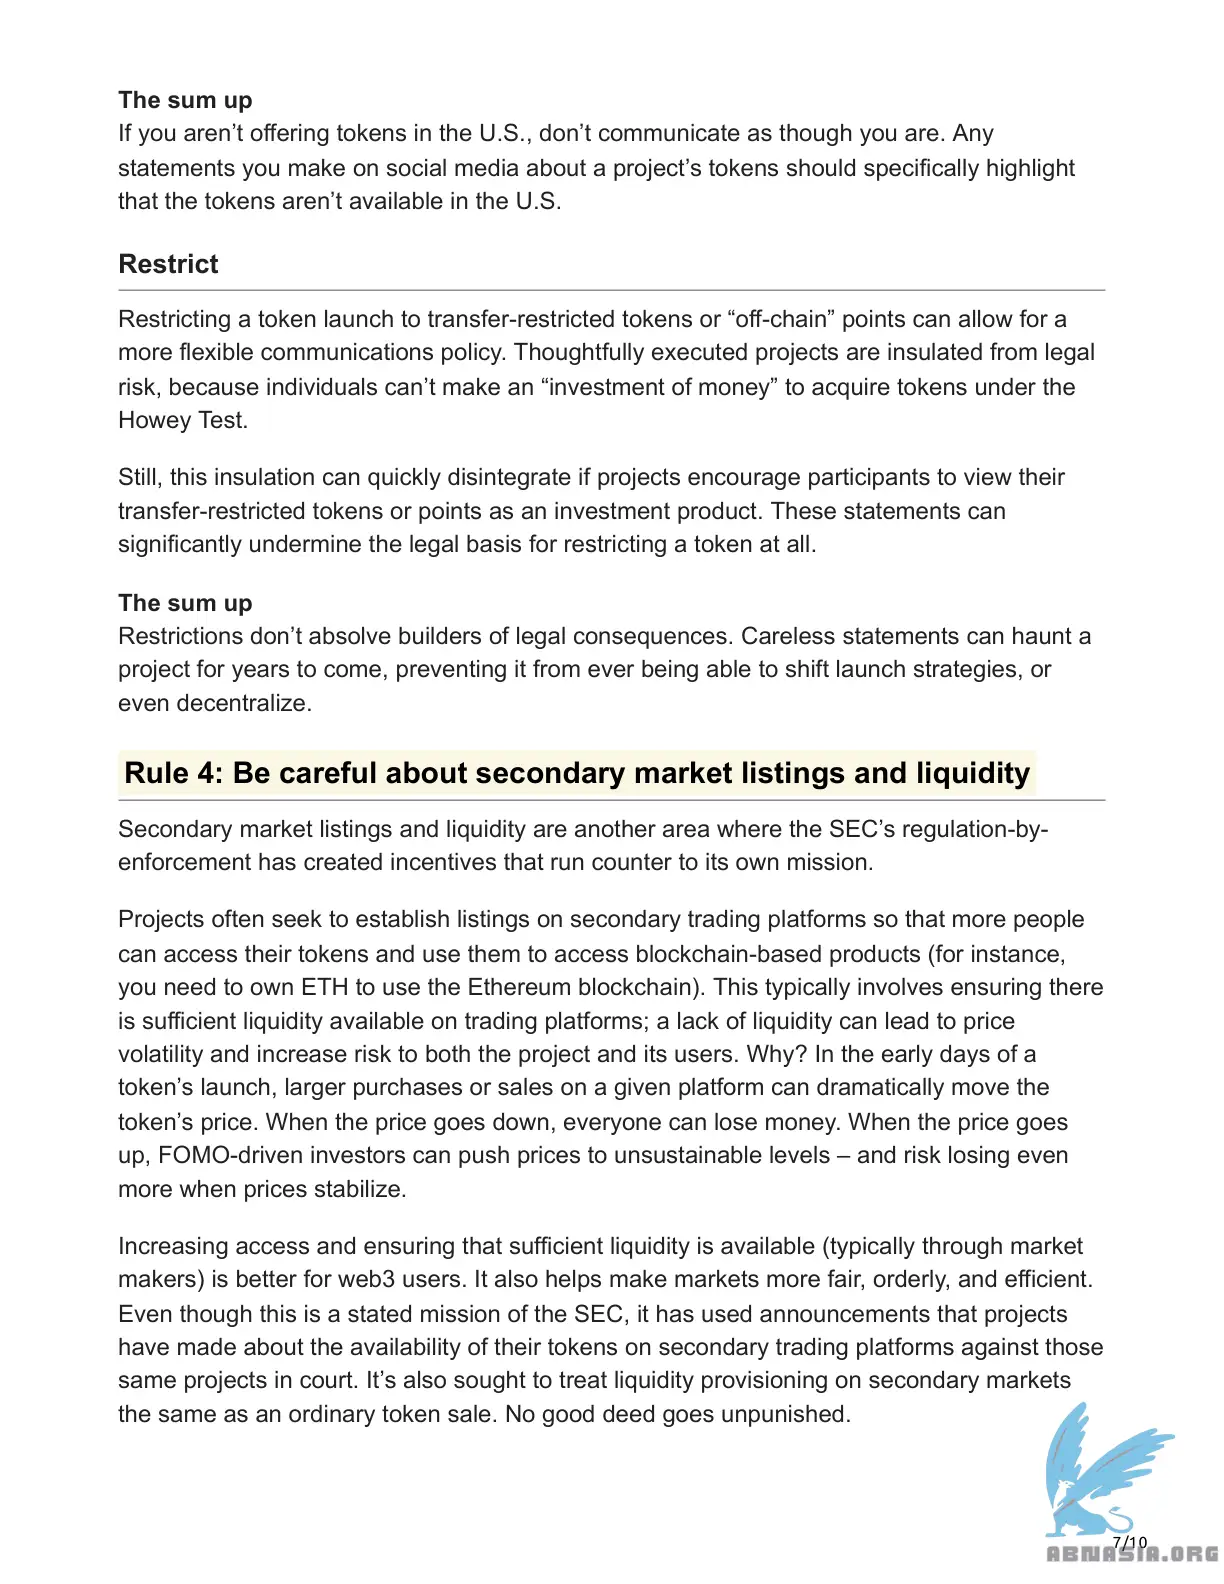 The sum up
If you aren’t offering tokens in the U.S., don’t communicate as though you are. Any
statements you make on social media about a project’s tokens should specifically highlight
that the tokens aren’t available in the U.S.
Restrict
Restricting a token launch to transfer-restricted tokens or “off-chain” points can allow for a
more flexible communications policy. Thoughtfully executed projects are insulated from legal
risk, because individuals can’t make an “investment of money” to acquire tokens under the
Howey Test.
Still, this insulation can quickly disintegrate if projects encourage participants to view their
transfer-restricted tokens or points as an investment product. These statements can
significantly undermine the legal basis for restricting a token at all.
The sum up
Restrictions don’t absolve builders of legal consequences. Careless statements can haunt a
project for years to come, preventing it from ever being able to shift launch strategies, or
even decentralize.
Rule 4: Be careful about secondary market listings and liquidity
Secondary market listings and liquidity are another area where the SEC’s regulation-by-
enforcement has created incentives that run counter to its own mission.
Projects often seek to establish listings on secondary trading platforms so that more people
can access their tokens and use them to access blockchain-based products (for instance,
you need to own ETH to use the Ethereum blockchain). This typically involves ensuring there
is sufficient liquidity available on trading platforms; a lack of liquidity can lead to price
volatility and increase risk to both the project and its users. Why? In the early days of a
token’s launch, larger purchases or sales on a given platform can dramatically move the
token’s price. When the price goes down, everyone can lose money. When the price goes
up, FOMO-driven investors can push prices to unsustainable levels – and risk losing even
more when prices stabilize.
Increasing access and ensuring that sufficient liquidity is available (typically through market
makers) is better for web3 users. It also helps make markets more fair, orderly, and efficient.
Even though this is a stated mission of the SEC, it has used announcements that projects
have made about the availability of their tokens on secondary trading platforms against those
same projects in court. It’s also sought to treat liquidity provisioning on secondary markets
the same as an ordinary token sale. No good deed goes unpunished.
7/10
ABNASIA.ORG